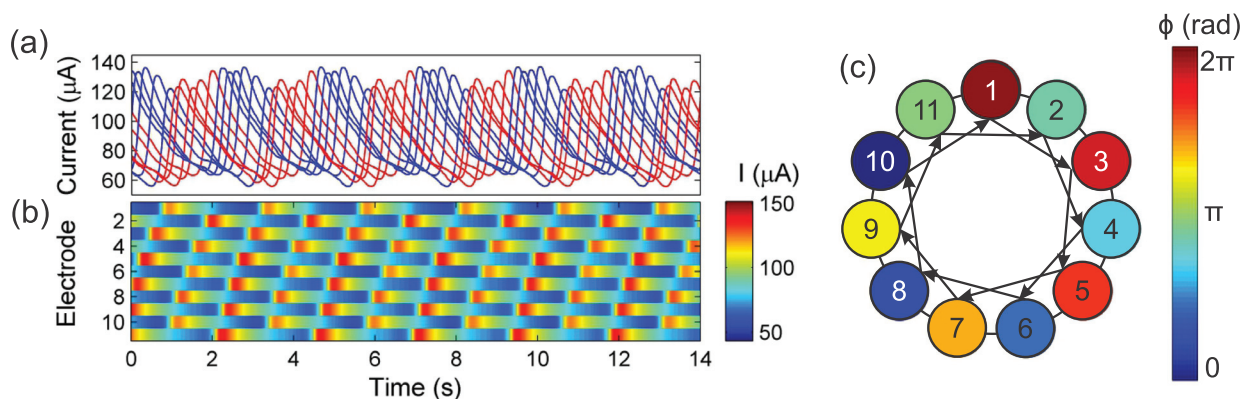 (a)
Current (μA)
140
120
100
80
60
(b)
Electrode
2
4
6
8
10
0 2 4 6 8 10 12 14
Time (s)
I (μA)
150
100
50
(c)
1
2
3
4
5
6
7
8
9
10
11
ϕ (rad)
2π
π
0